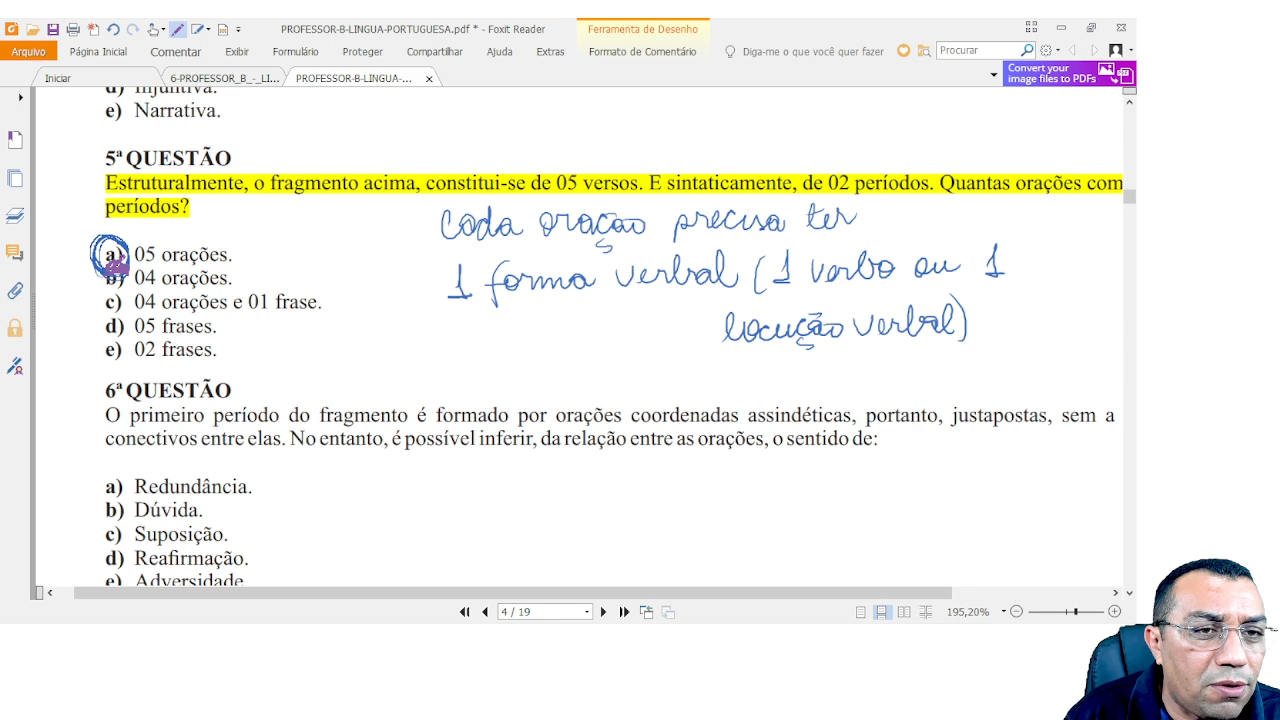 PROFESSOR-B-LINGUA-PORTUGUESA.pdf * - Foxit Reader
Ferramenta de Desenho
Arquivo
Página Inicial
Comentar
Exibir
Formulário
Proteger
Compartilhar
Ajuda
Extras
Formato de Comentário
Diga-me o que você quer fazer
Procurar
Iniciar
6-PROFESSOR_B_-_LI...
PROFESSOR-B-LINGUA-...
Convert your
image files to PDFs
d) Injuntiva.
e) Narrativa.
5ª QUESTÃO
Estruturalmente, o fragmento acima, constitui-se de 05 versos. E sintaticamente, de 02 períodos. Quantas orações com
períodos?
Cada oração precisa ter
1 forma verbal (1 verbo ou 1
locução verbal)
a) 05 orações.
b) 04 orações.
c) 04 orações e 01 frase.
d) 05 frases.
e) 02 frases.
6ª QUESTÃO
O primeiro período do fragmento é formado por orações coordenadas assindéticas, portanto, justapostas, sem a
conectivos entre elas. No entanto, é possível inferir, da relação entre as orações, o sentido de:
a) Redundância.
b) Dúvida.
c) Suposição.
d) Reafirmação.
e) Adversidade
4 / 19
195,20%